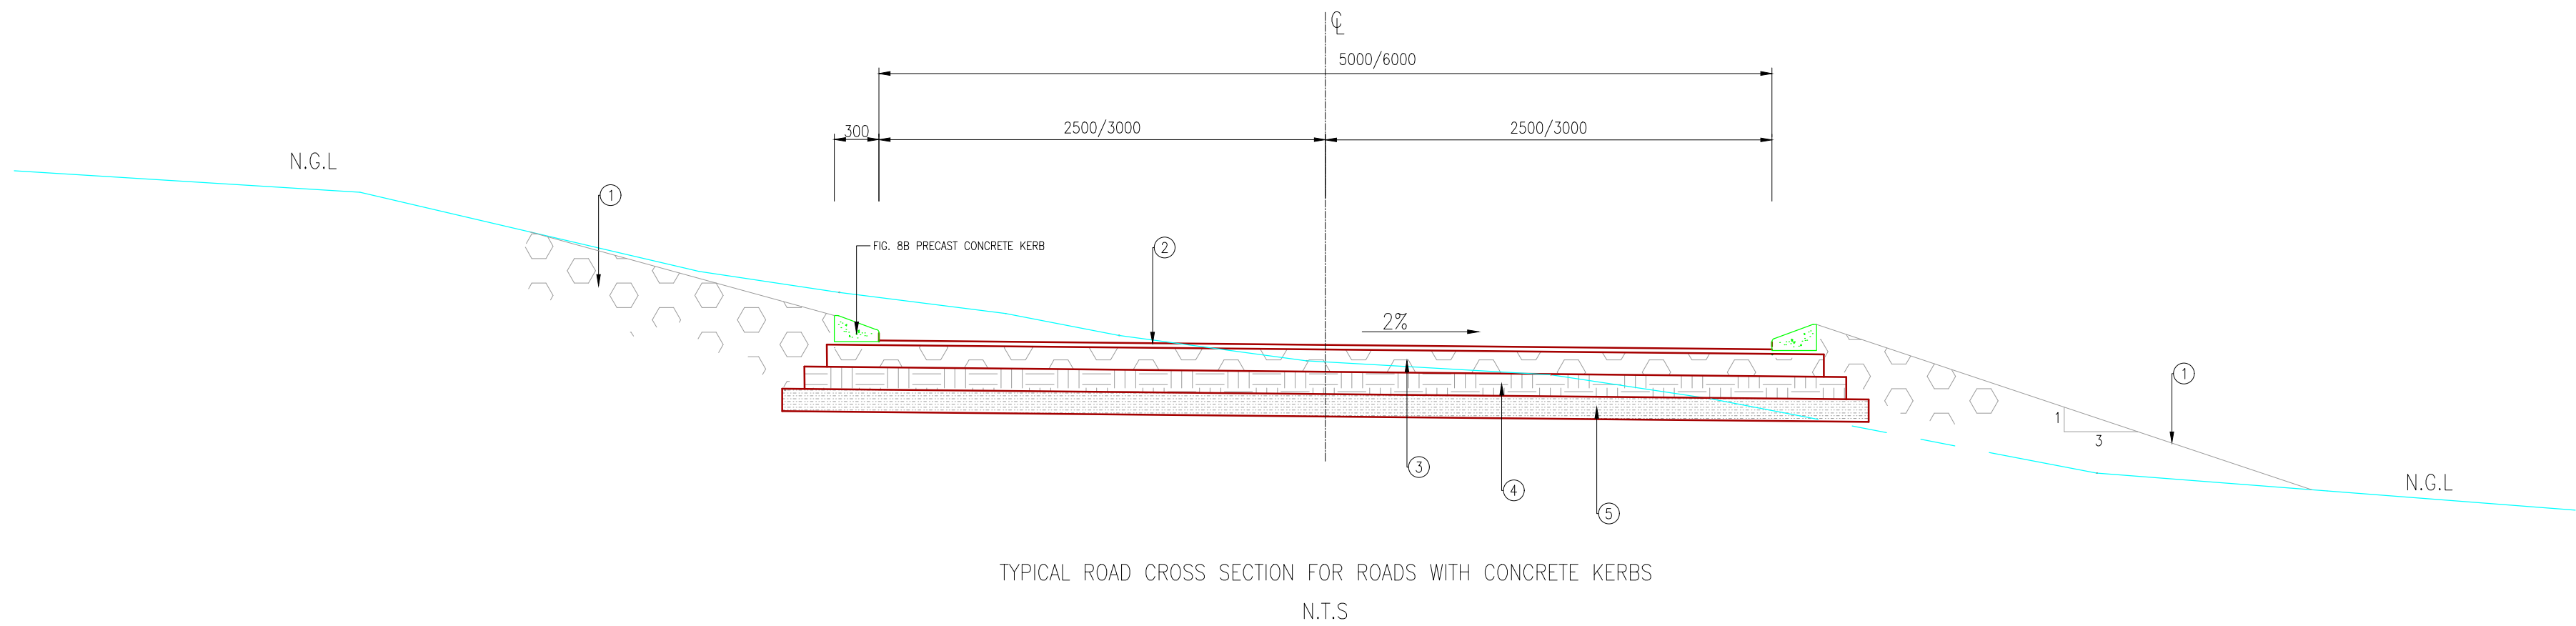 ℄
5000/6000
300
2500/3000
2500/3000
N.G.L
1
FIG. 8B PRECAST CONCRETE KERB
2
2%
1
1
3
3
4
5
N.G.L
TYPICAL ROAD CROSS SECTION FOR ROADS WITH CONCRETE KERBS
N.T.S